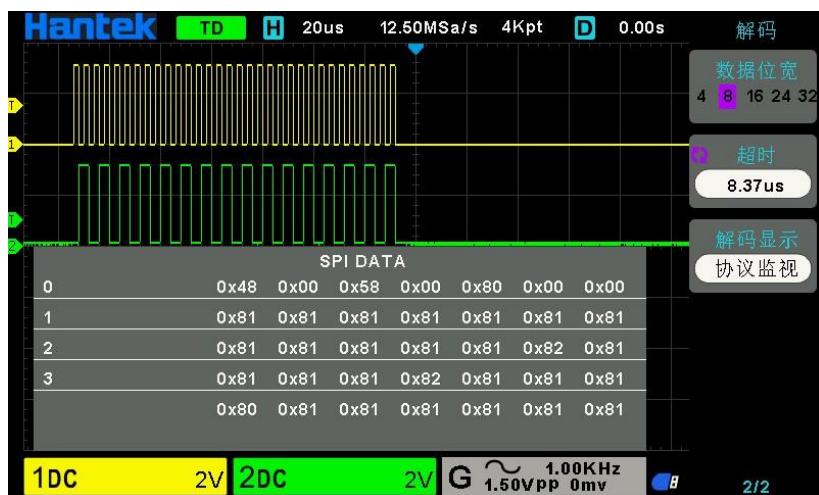 Hantek TD H 20us 12.50MSa/s 4Kpt D 0.00s 解码
数据位宽
4 8 16 24 32
T
1
超时
8.37us
T
2
解码显示
协议监视
SPI DATA
0 0x48 0x00 0x58 0x00 0x80 0x00 0x00
1 0x81 0x81 0x81 0x81 0x81 0x81 0x81
2 0x81 0x81 0x81 0x81 0x81 0x82 0x81
3 0x81 0x81 0x81 0x82 0x81 0x81 0x81
0x80 0x81 0x81 0x81 0x81 0x81 0x81
1DC 2V 2DC 2V G 1.00KHz
1.50Vpp 0mv
2/2